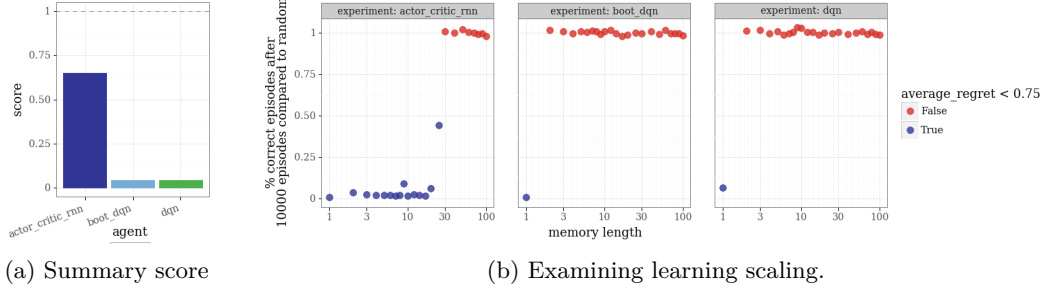 1
0.75
0.50
0.25
0
score
actor_critic_rnn
boot_dqn
dqn
agent
(a) Summary score
% correct episodes after
10000 episodes compared to random
experiment: actor_critic_rnn
experiment: boot_dqn
experiment: dqn
1
0.75
0.50
0.25
0
1 3 10 30 100
1 3 10 30 100
1 3 10 30 100
memory length
average_regret < 0.75
False
True
(b) Examining learning scaling.